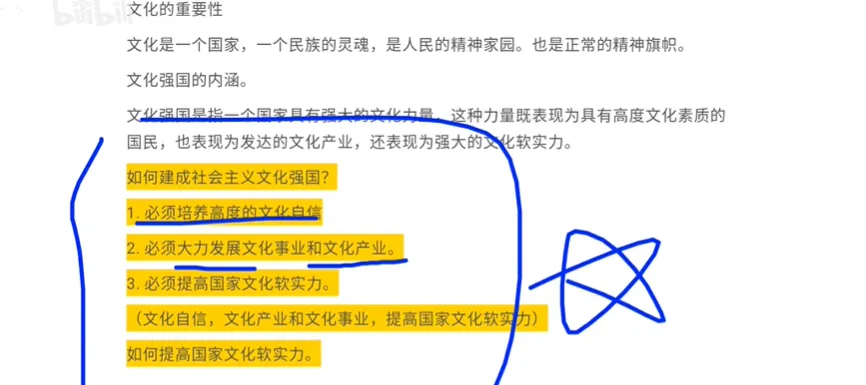 bilibili
文化的重要性
文化是一个国家，一个民族的灵魂，是人民的精神家园。也是正常的精神旗帜。
文化强国的内涵。
文化强国是指一个国家具有强大的文化力量，这种力量既表现为具有高度文化素质的
国民，也表现为发达的文化产业，还表现为强大的文化软实力。
如何建成社会主义文化强国？
1. 必须培养高度的文化自信
2. 必须大力发展文化事业和文化产业。
3. 必须提高国家文化软实力。
（文化自信，文化产业和文化事业，提高国家文化软实力）
如何提高国家文化软实力。